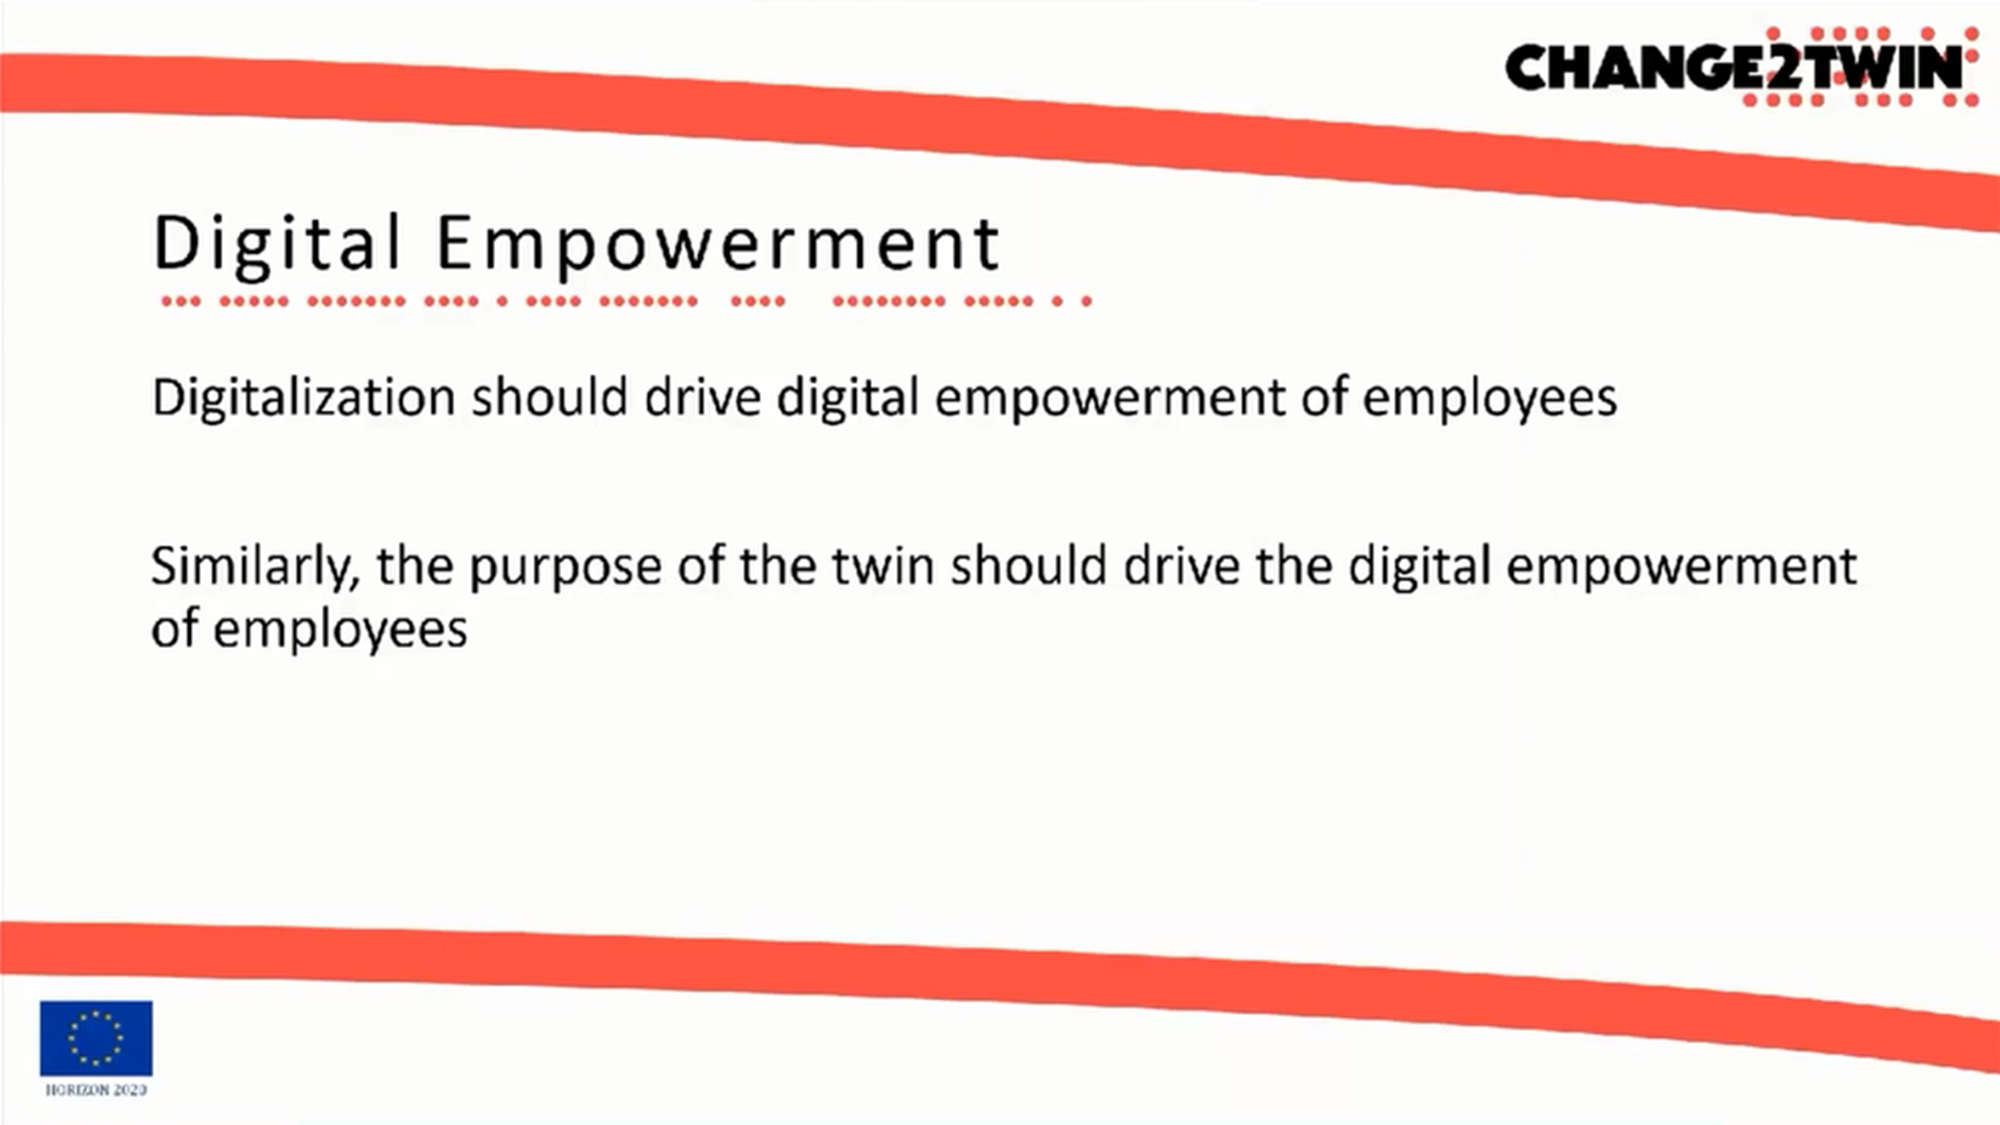 CHANGE2TWIN
Digital Empowerment
Digitalization should drive digital empowerment of employees
Similarly, the purpose of the twin should drive the digital empowerment
of employees
HORIZON 2020